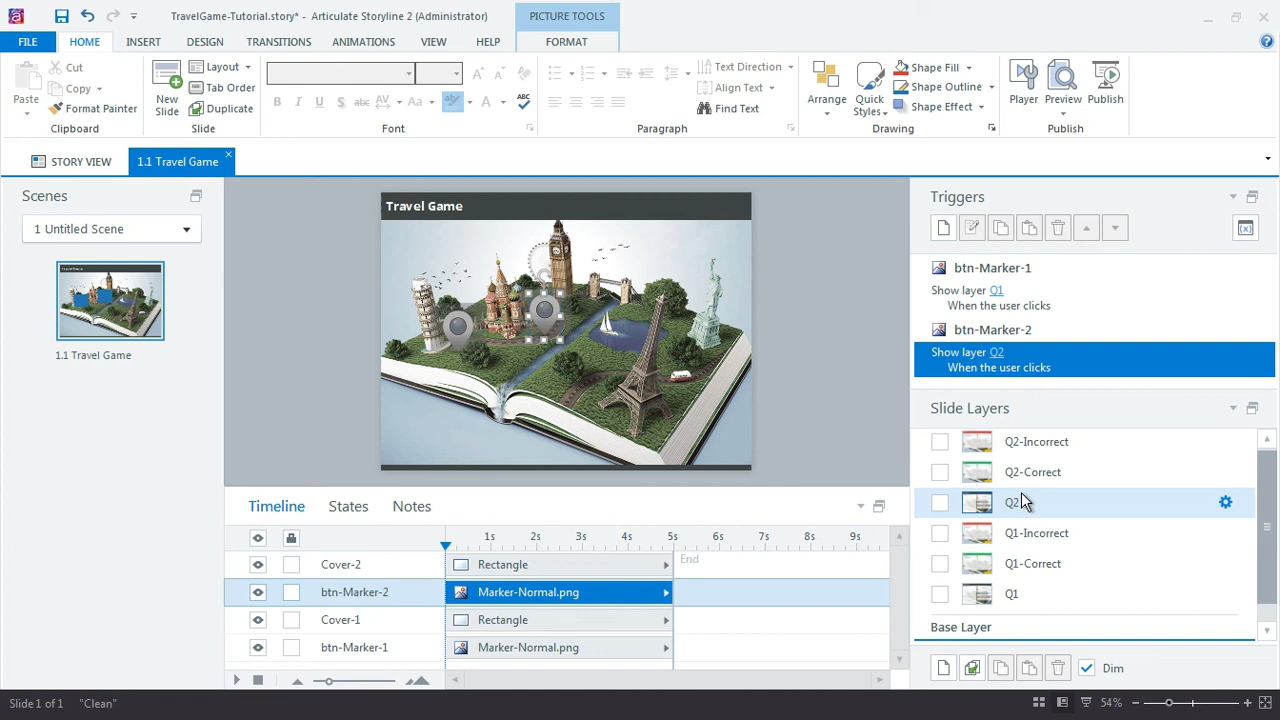 TravelGame-Tutorial.story* - Articulate Storyline 2 (Administrator)
PICTURE TOOLS
FILE
HOME
INSERT
DESIGN
TRANSITIONS
ANIMATIONS
VIEW
HELP
FORMAT
Paste
Cut
Copy
Format Painter
Clipboard
New Slide
Layout
Tab Order
Duplicate
Slide
B I U S abc AV Aa A
Font
Text Direction
Align Text
Find Text
Paragraph
Arrange
Quick Styles
Shape Fill
Shape Outline
Shape Effect
Drawing
Player
Preview
Publish
Publish
STORY VIEW
1.1 Travel Game
Scenes
1 Untitled Scene
1.1 Travel Game
Travel Game
Triggers
btn-Marker-1
Show layer Q1
When the user clicks
btn-Marker-2
Show layer Q2
When the user clicks
Slide Layers
Q2-Incorrect
Q2-Correct
Q2
Q1-Incorrect
Q1-Correct
Q1
Base Layer
Dim
Timeline
States
Notes
1s 2s 3s 4s 5s 6s 7s 8s 9s
Cover-2
Rectangle
End
btn-Marker-2
Marker-Normal.png
Cover-1
Rectangle
btn-Marker-1
Marker-Normal.png
Slide 1 of 1
"Clean"
54%